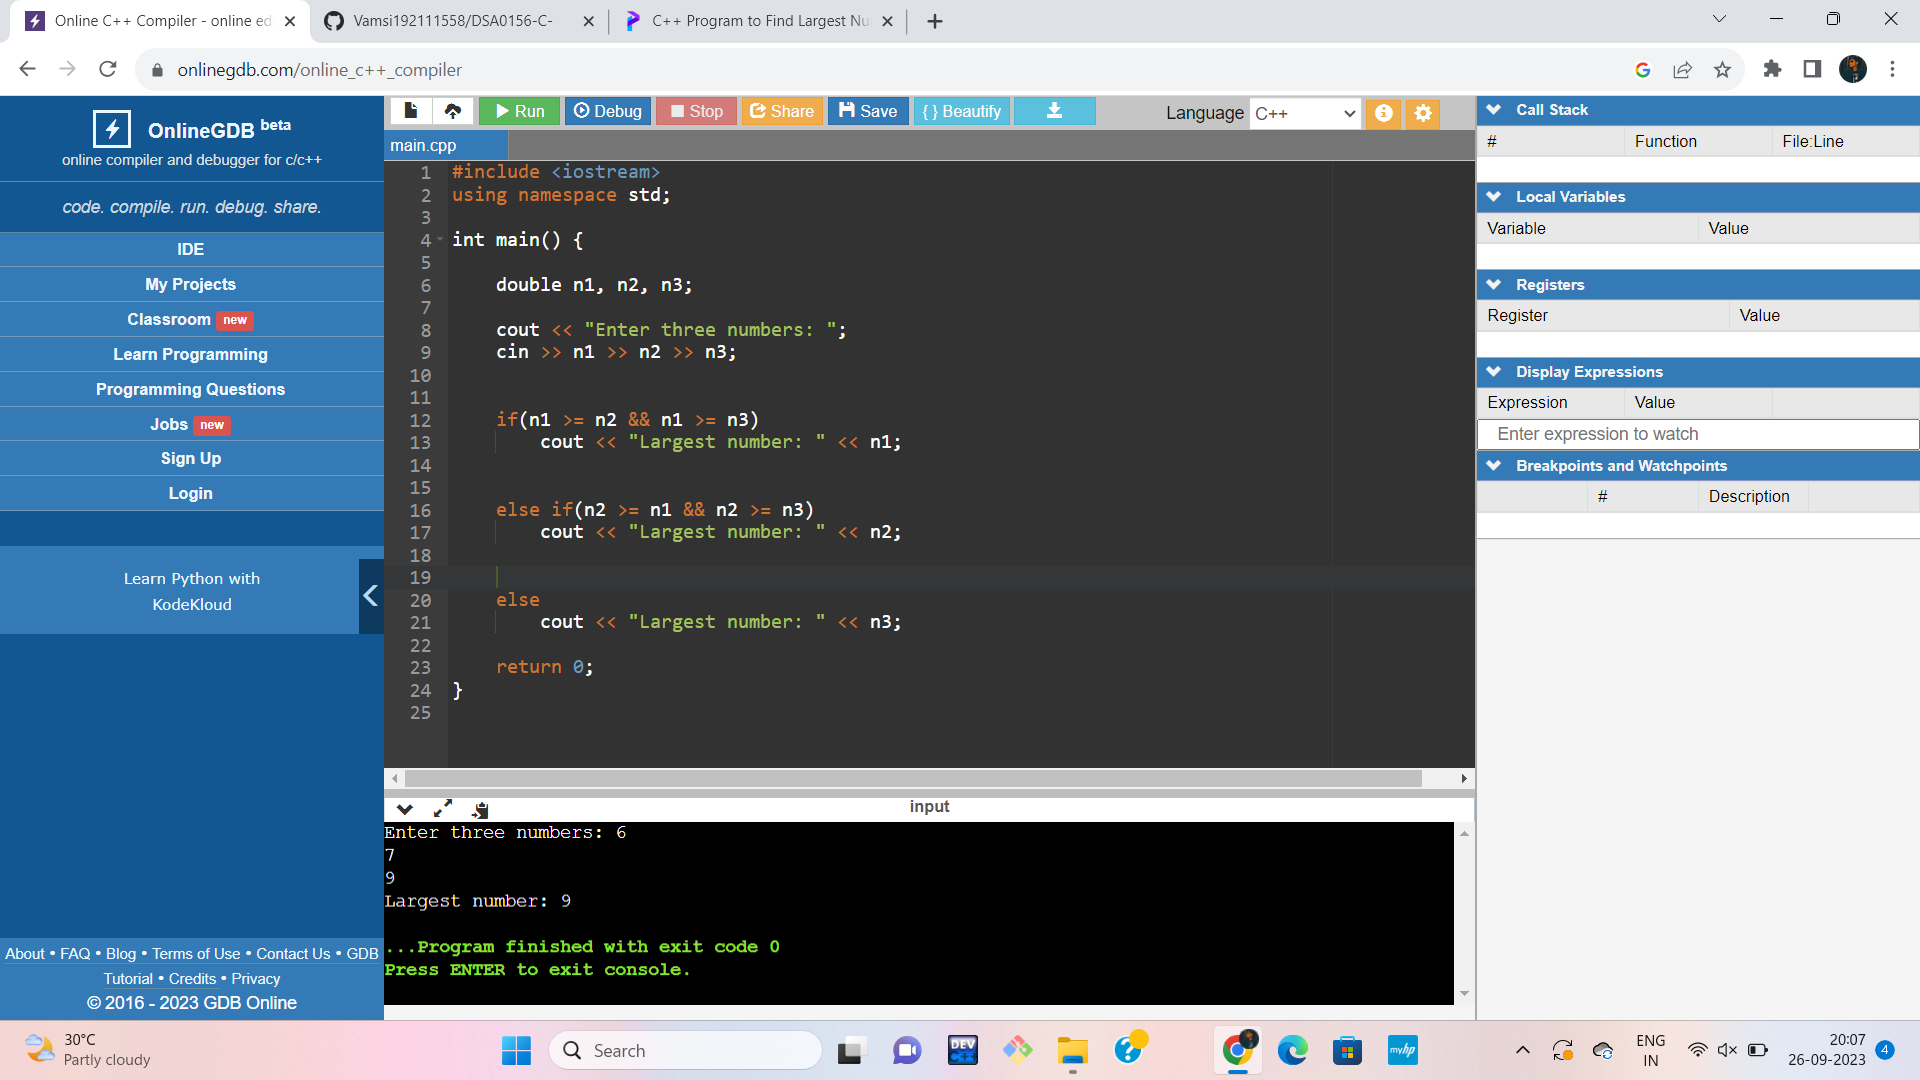 Online C++ Compiler - online ed
Vamsi192111558/DSA0156-C-
C++ Program to Find Largest Nu
onlinegdb.com/online_c++_compiler
OnlineGDB beta
online compiler and debugger for c/c++
code. compile. run. debug. share.
IDE
My Projects
Classroom new
Learn Programming
Programming Questions
Jobs new
Sign Up
Login
Learn Python with
KodeKloud
About • FAQ • Blog • Terms of Use • Contact Us • GDB
Tutorial • Credits • Privacy
© 2016 - 2023 GDB Online
Run Debug Stop Share Save { } Beautify
Language C++
main.cpp
1 #include <iostream>
2 using namespace std;
3
4 int main() {
5
6 double n1, n2, n3;
7
8 cout << "Enter three numbers: ";
9 cin >> n1 >> n2 >> n3;
10
11
12 if(n1 >= n2 && n1 >= n3)
13 cout << "Largest number: " << n1;
14
15
16 else if(n2 >= n1 && n2 >= n3)
17 cout << "Largest number: " << n2;
18
19
20 else
21 cout << "Largest number: " << n3;
22
23 return 0;
24 }
25
input
Enter three numbers: 6
7
9
Largest number: 9
...Program finished with exit code 0
Press ENTER to exit console.
Call Stack
# Function File:Line
Local Variables
Variable Value
Registers
Register Value
Display Expressions
Expression Value
Enter expression to watch
Breakpoints and Watchpoints
# Description
30°C
Partly cloudy
Search
DEV
C++
myhp
ENG
IN
20:07
26-09-2023
4